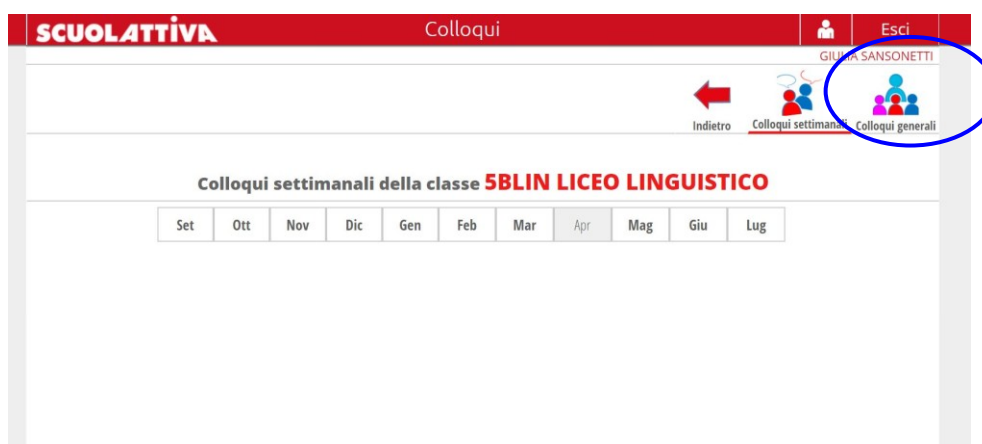 SCUOLATTIVA Colloqui Esci
GIULIA SANSONETTI
Indietro Colloqui settimanali Colloqui generali
Colloqui settimanali della classe 5BLIN LICEO LINGUISTICO
Set Ott Nov Dic Gen Feb Mar Apr Mag Giu Lug